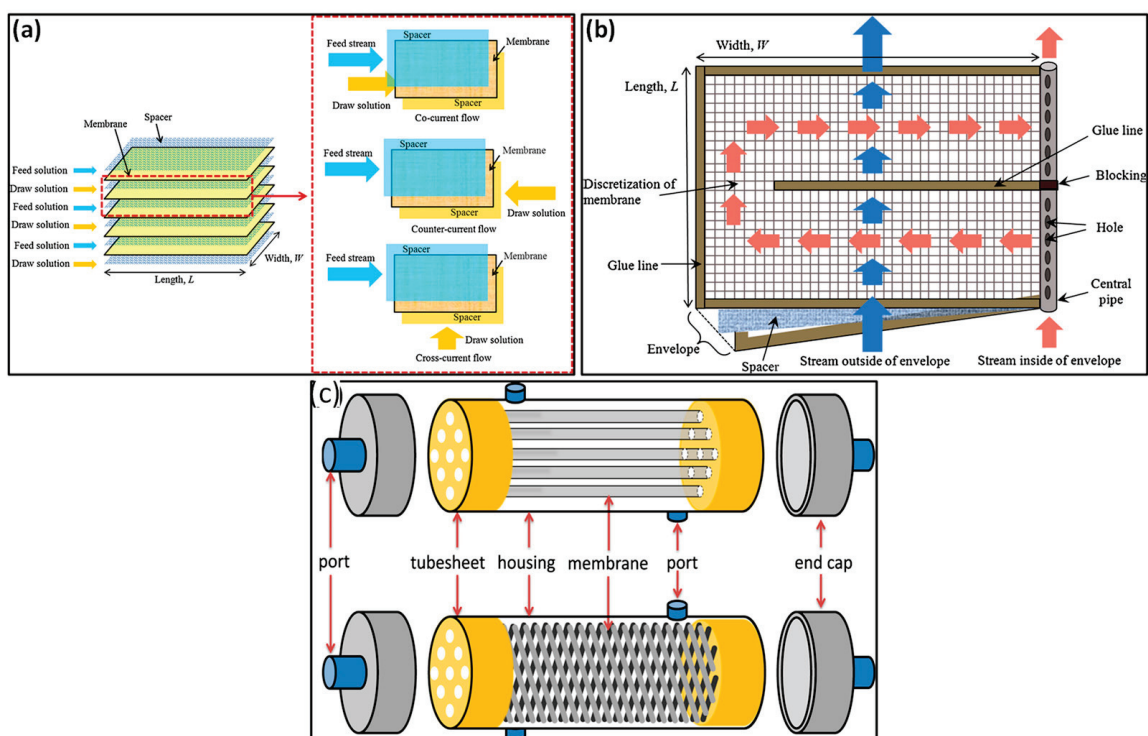 (a)
Spacer
Feed stream
Membrane
Draw solution
Spacer
Co-current flow
Membrane
Spacer
Feed solution
Draw solution
Feed solution
Draw solution
Feed solution
Draw solution
Length, L
Width, W
Spacer
Feed stream
Membrane
Spacer
Draw solution
Counter-current flow
Spacer
Feed stream
Membrane
Spacer
Draw solution
Cross-current flow
(b)
Width, W
Length, L
Glue line
Discretization of
membrane
Blocking
Hole
Glue line
Central
pipe
Envelope
Spacer
Stream outside of envelope
Stream inside of envelope
(c)
port
tubesheet
housing
membrane
port
end cap